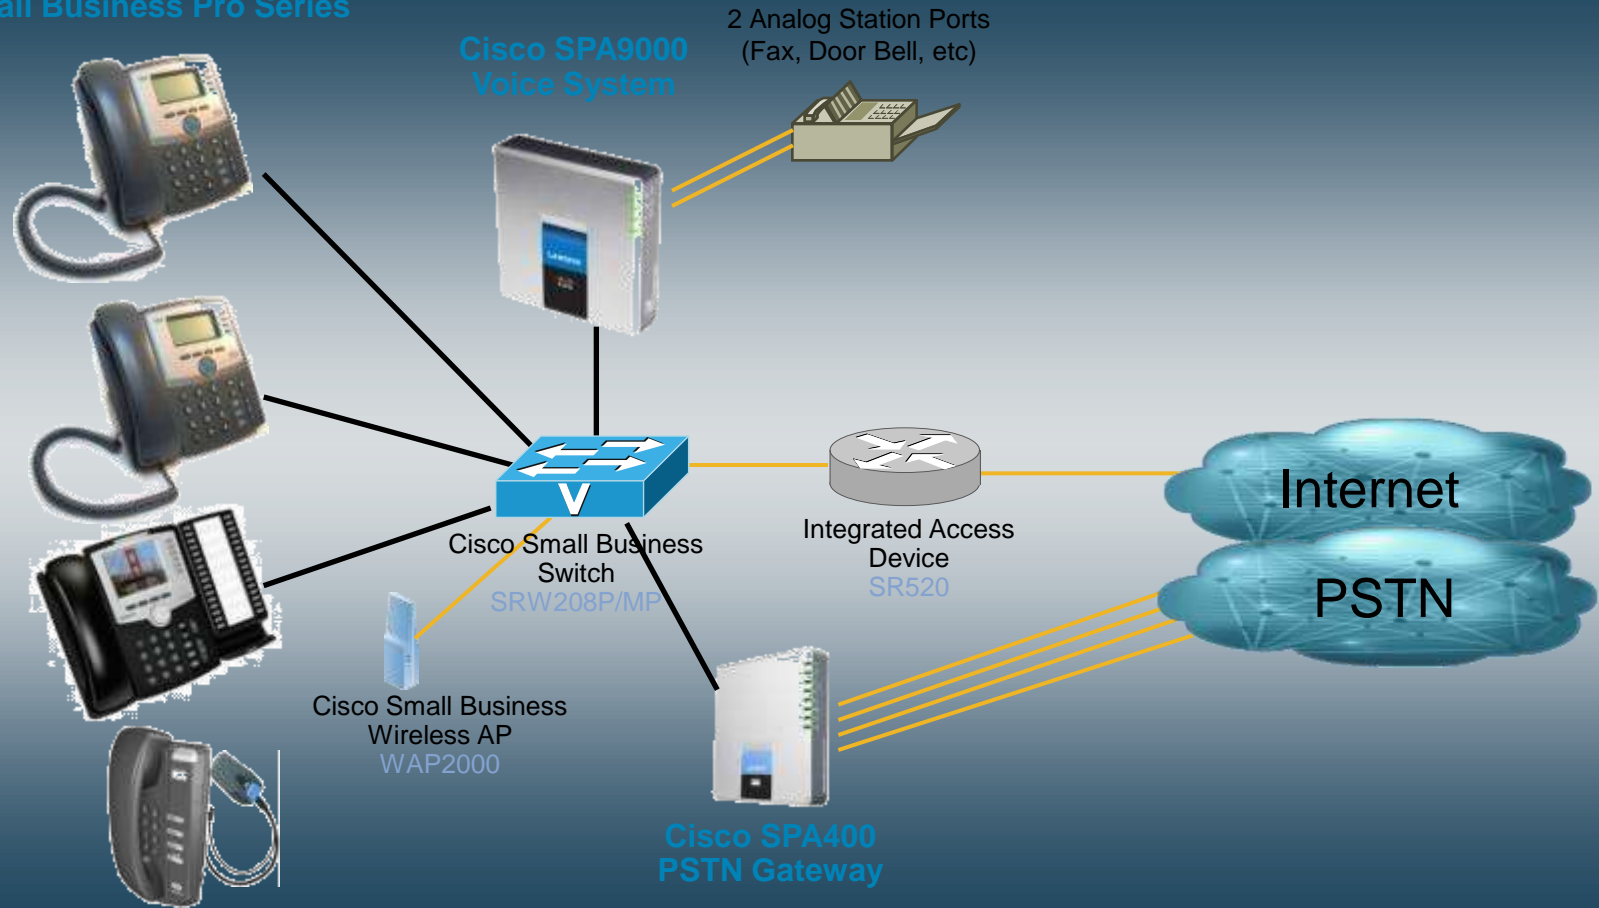 all Business Pro Series
2 Analog Station Ports
(Fax, Door Bell, etc)
Cisco SPA9000
Voice System
Internet
Integrated Access
Device
SR520
Cisco Small Business
Switch
SRW208P/MP
V
PSTN
Cisco Small Business
Wireless AP
WAP2000
Cisco SPA400
PSTN Gateway